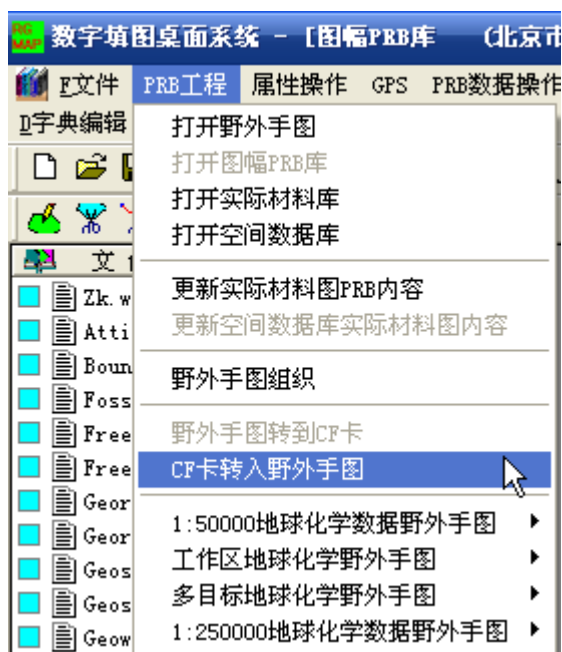 RG MAP 数字填图桌面系统 - [图幅PRB库 (北京市
F文件 PRB工程 属性操作 GPS PRB数据操作
D字典编辑
打开野外手图
打开图幅PRB库
打开实际材料库
打开空间数据库
更新实际材料图PRB内容
更新空间数据库实际材料图内容
野外手图组织
野外手图转到CF卡
CF卡转入野外手图
1:50000地球化学数据野外手图
工作区地球化学野外手图
多目标地球化学野外手图
1:250000地球化学数据野外手图
文
Zk.w
Atti
Boun
Foss
Free
Free
Geor
Geor
Geos
Geos
Geow